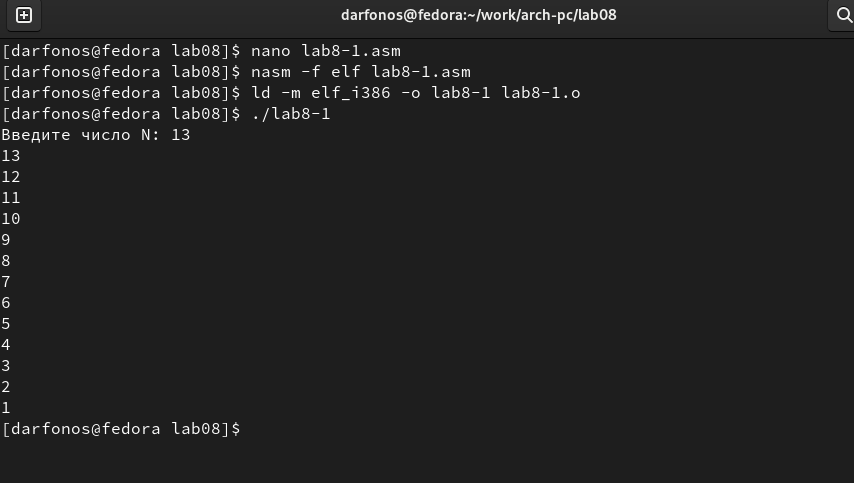 darfonos@fedora:~/work/arch-pc/lab08
[darfonos@fedora lab08]$ nano lab8-1.asm
[darfonos@fedora lab08]$ nasm -f elf lab8-1.asm
[darfonos@fedora lab08]$ ld -m elf_i386 -o lab8-1 lab8-1.o
[darfonos@fedora lab08]$ ./lab8-1
Введите число N: 13
13
12
11
10
9
8
7
6
5
4
3
2
1
[darfonos@fedora lab08]$